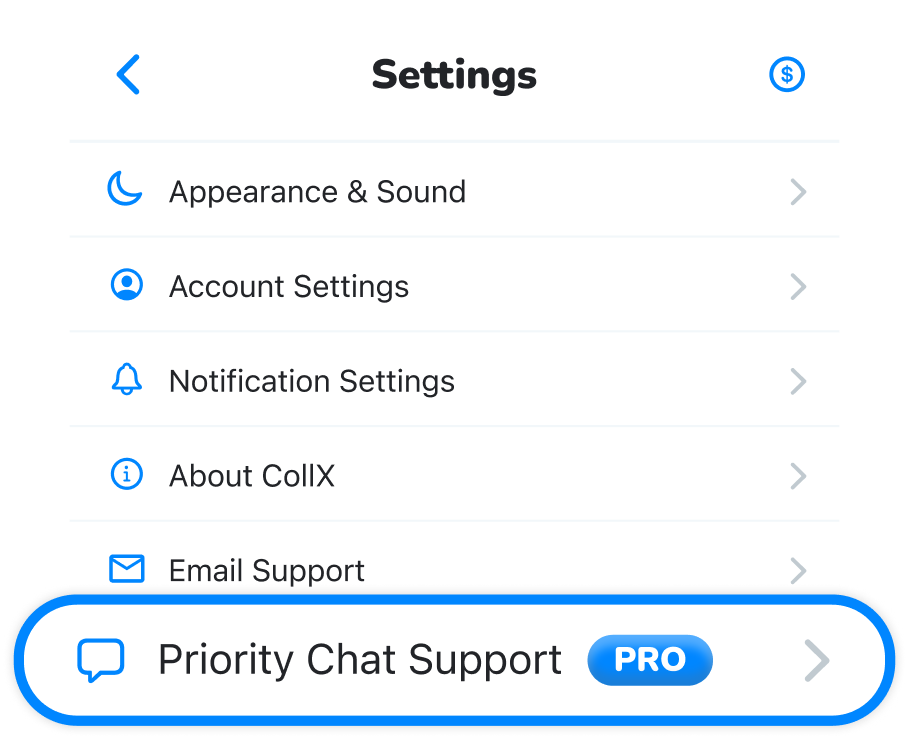 Settings
$
Appearance & Sound
Account Settings
Notification Settings
About CollX
Email Support
Priority Chat Support PRO